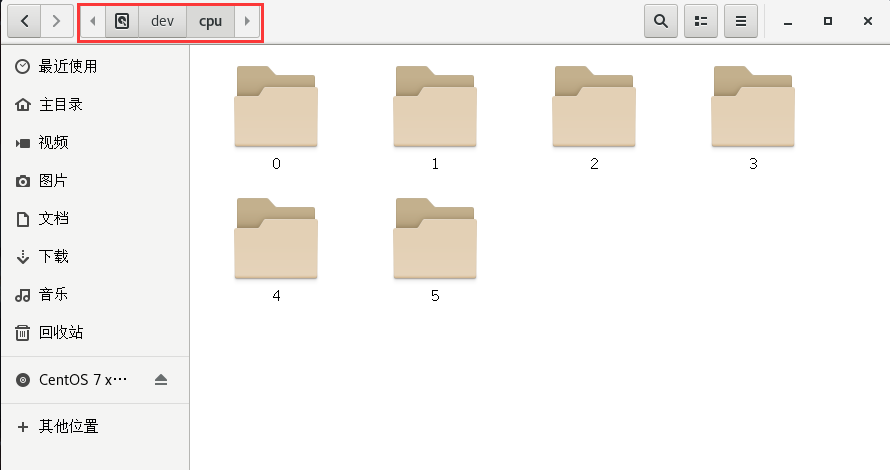 dev cpu
最近使用
主目录
视频
图片
文档
下载
音乐
回收站
CentOS 7 x⋯
其他位置
0 1 2 3
4 5